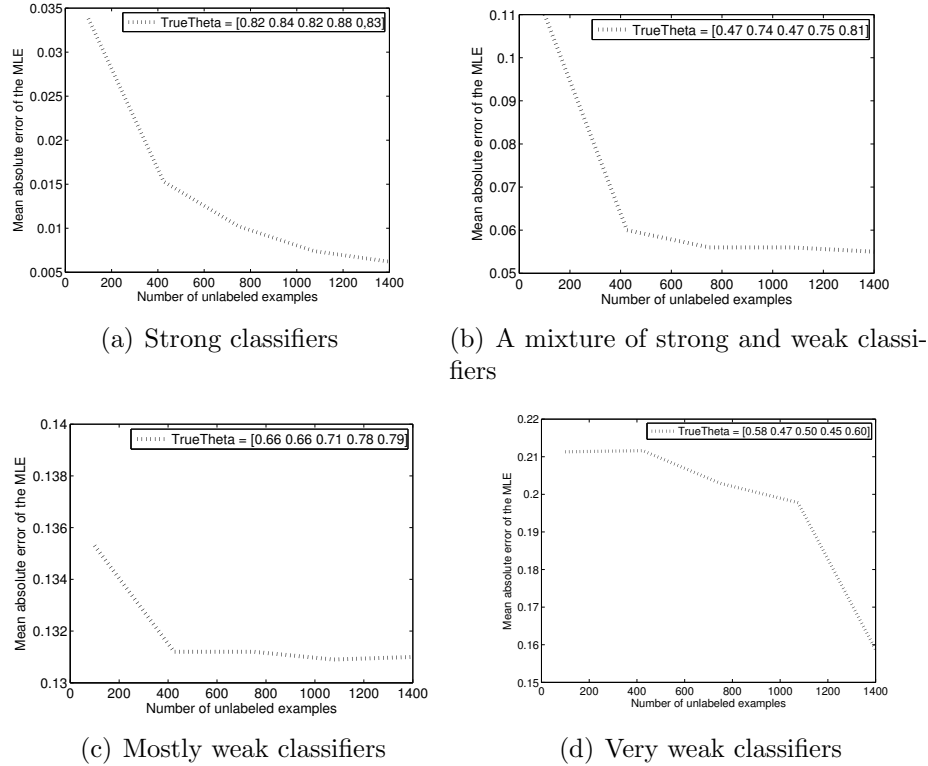 TrueTheta = [0.82 0.84 0.82 0.88 0,83]
0.035
0.03
0.025
0.02
0.015
0.01
0.005
Mean absolute error of the MLE
0 200 400 600 800 1000 1200 1400
Number of unlabeled examples
(a) Strong classifiers
TrueTheta = [0.47 0.74 0.47 0.75 0.81]
0.11
0.1
0.09
0.08
0.07
0.06
0.05
Mean absolute error of the MLE
0 200 400 600 800 1000 1200 1400
Number of unlabeled examples
(b) A mixture of strong and weak classi-
fiers
TrueTheta = [0.66 0.66 0.71 0.78 0.79]
0.14
0.138
0.136
0.134
0.132
0.13
Mean absolute error of the MLE
0 200 400 600 800 1000 1200 1400
Number of unlabeled examples
(c) Mostly weak classifiers
TrueTheta = [0.58 0.47 0.50 0.45 0.60]
0.22
0.21
0.2
0.19
0.18
0.17
0.16
0.15
Mean absolute error of the MLE
0 200 400 600 800 1000 1200 1400
Number of unlabeled examples
(d) Very weak classifiers